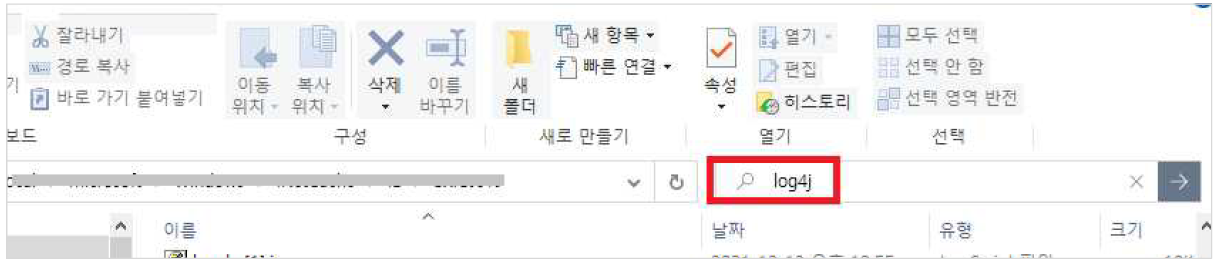 잘라내기
경로 복사
바로 가기 붙여넣기
이동 위치
복사 위치
삭제
이름 바꾸기
새 폴더
새 항목
빠른 연결
속성
열기
편집
히스토리
모두 선택
선택 안 함
선택 영역 반전
보드
구성
새로 만들기
열기
선택
log4j
이름
날짜
유형
크기